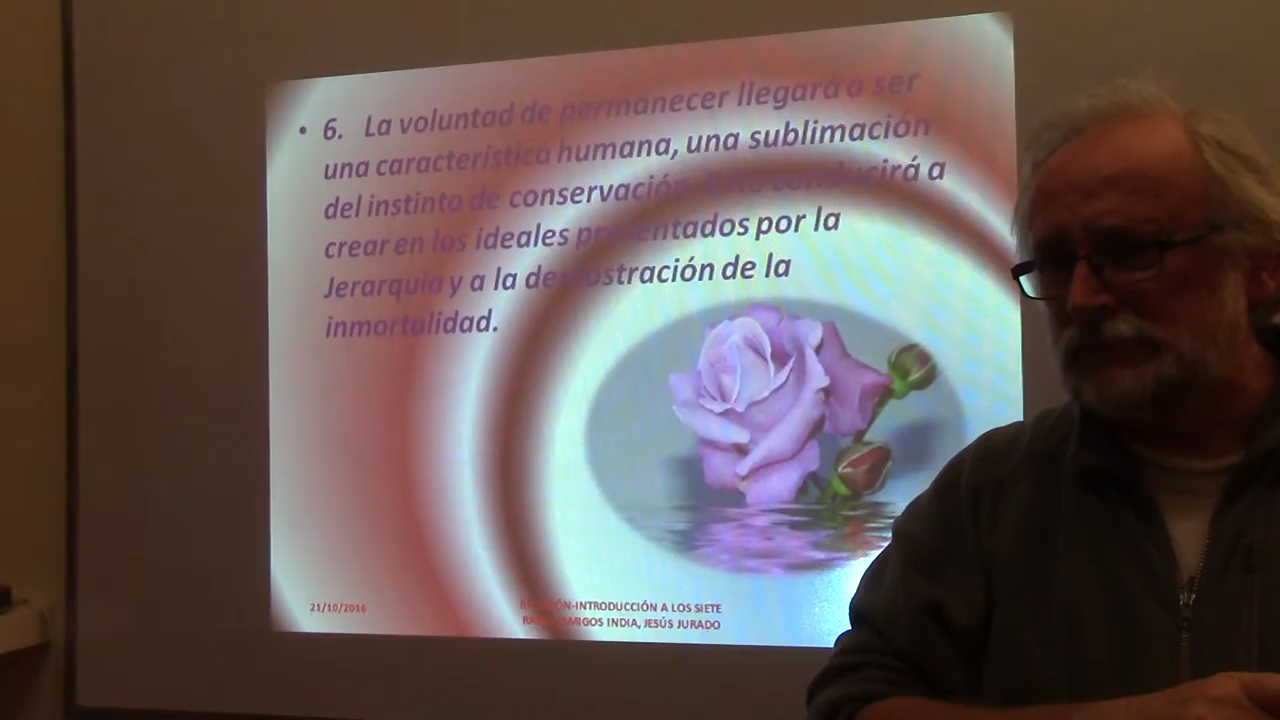 • 6. La voluntad de permanecer llegará a ser
una característica humana, una sublimación
del instinto de conservación. Esto conducirá a
crear en los ideales presentados por la
Jerarquía y a la demostración de la
inmortalidad.
21/10/2016
-INTRODUCCIÓN A LOS SIETE
AMIGOS INDIA, JESÚS JURADO